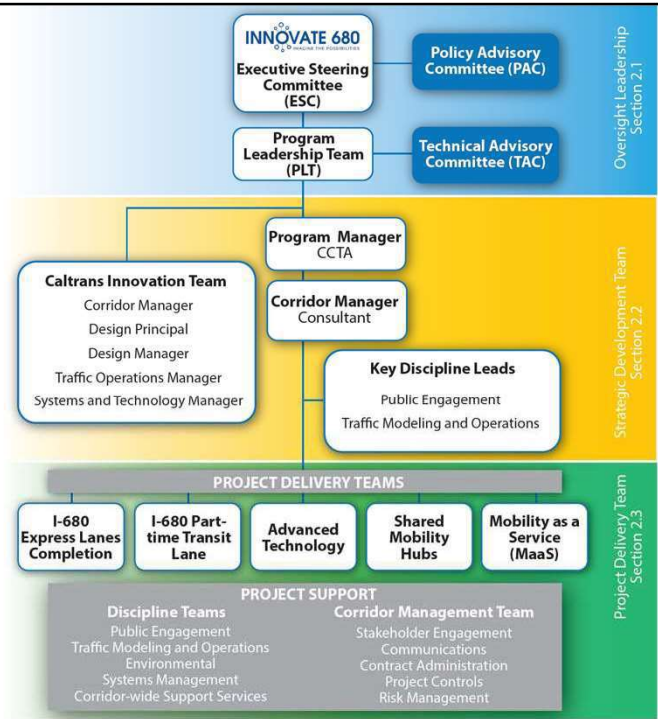 INNOVATE 680
IMAGINE THE POSSIBILITIES
Executive Steering
Committee
(ESC)
Policy Advisory
Committee (PAC)
Program
Leadership Team
(PLT)
Technical Advisory
Committee (TAC)
Oversight Leadership
Section 2.1
Program Manager
CCTA
Caltrans Innovation Team
Corridor Manager
Design Principal
Design Manager
Traffic Operations Manager
Systems and Technology Manager
Corridor Manager
Consultant
Key Discipline Leads
Public Engagement
Traffic Modeling and Operations
Strategic Development Team
Section 2.2
PROJECT DELIVERY TEAMS
I-680
Express Lanes
Completion
I-680 Part-
time Transit
Lane
Advanced
Technology
Shared
Mobility
Hubs
Mobility as a
Service
(MaaS)
PROJECT SUPPORT
Discipline Teams
Public Engagement
Traffic Modeling and Operations
Environmental
Systems Management
Corridor-wide Support Services
Corridor Management Team
Stakeholder Engagement
Communications
Contract Administration
Project Controls
Risk Management
Project Delivery Team
Section 2.3